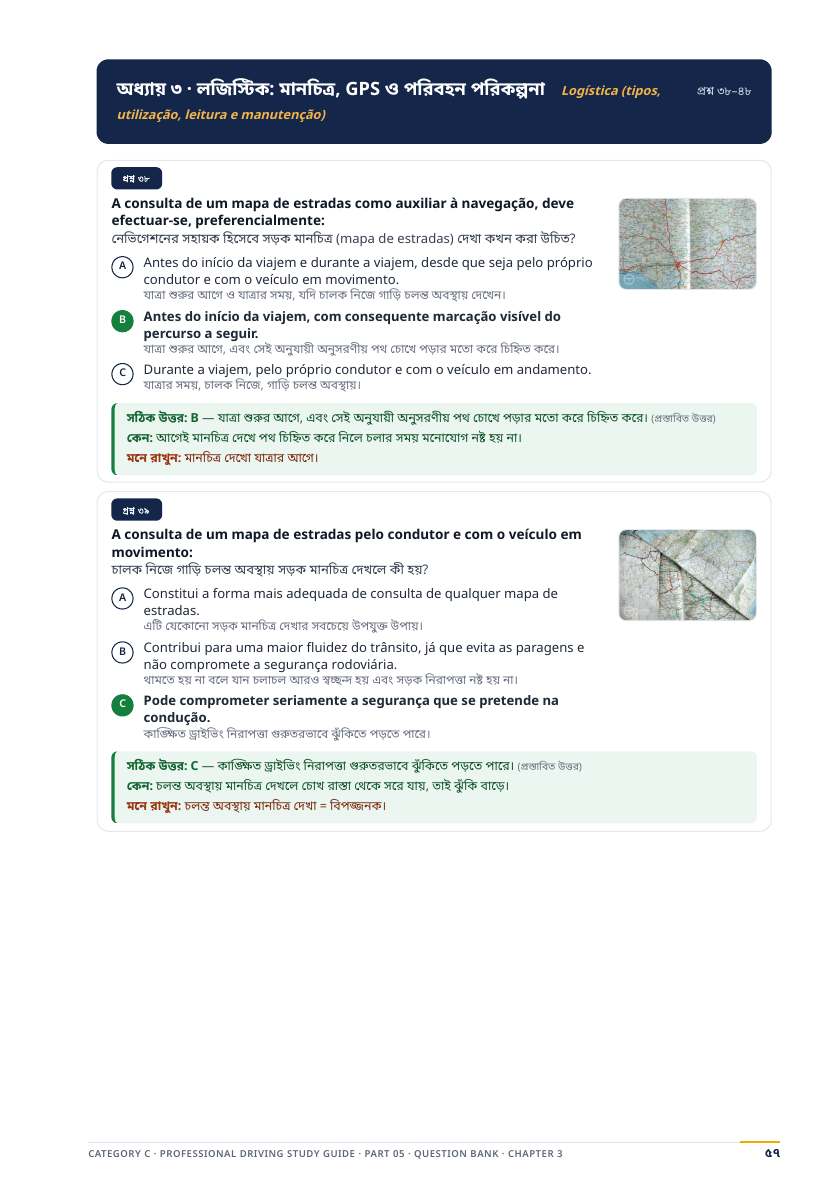 অধ্যায় ৩ · লজিস্টিক: মানচিত্র, GPS ও পরিবহন পরিকল্পনা Logística (tipos, প্রশ্ন ৩৮–৪৮
utilização, leitura e manutenção)
প্রশ্ন ৩৮
A consulta de um mapa de estradas como auxiliar à navegação, deve
efectuar-se, preferencialmente:
নেভিগেশনের সহায়ক হিসেবে সড়ক মানচিত্র (mapa de estradas) দেখা কখন করা উচিত?
A Antes do início da viajem e durante a viajem, desde que seja pelo próprio
condutor e com o veículo em movimento.
যাত্রা শুরুর আগে ও যাত্রার সময়, যদি চালক নিজে গাড়ি চলন্ত অবস্থায় দেখেন।
B Antes do início da viajem, com consequente marcação visível do
percurso a seguir.
যাত্রা শুরুর আগে, এবং সেই অনুযায়ী অনুসরণীয় পথ চোখে পড়ার মতো করে চিহ্নিত করে।
C Durante a viajem, pelo próprio condutor e com o veículo em andamento.
যাত্রার সময়, চালক নিজে, গাড়ি চলন্ত অবস্থায়।
সঠিক উত্তর: B — যাত্রা শুরুর আগে, এবং সেই অনুযায়ী অনুসরণীয় পথ চোখে পড়ার মতো করে চিহ্নিত করে। (প্রস্তাবিত উত্তর)
কেন: আগেই মানচিত্র দেখে পথ চিহ্নিত করে নিলে চলার সময় মনোযোগ নষ্ট হয় না।
মনে রাখুন: মানচিত্র দেখো যাত্রার আগে।
প্রশ্ন ৩৯
A consulta de um mapa de estradas pelo condutor e com o veículo em
movimento:
চালক নিজে গাড়ি চলন্ত অবস্থায় সড়ক মানচিত্র দেখলে কী হয়?
A Constitui a forma mais adequada de consulta de qualquer mapa de
estradas.
এটি যেকোনো সড়ক মানচিত্র দেখার সবচেয়ে উপযুক্ত উপায়।
B Contribui para uma maior fluidez do trânsito, já que evita as paragens e
não compromete a segurança rodoviária.
থামতে হয় না বলে যান চলাচল আরও স্বচ্ছন্দ হয় এবং সড়ক নিরাপত্তা নষ্ট হয় না।
C Pode comprometer seriamente a segurança que se pretende na
condução.
কাঙ্ক্ষিত ড্রাইভিং নিরাপত্তা গুরুতরভাবে ঝুঁকিতে পড়তে পারে।
সঠিক উত্তর: C — কাঙ্ক্ষিত ড্রাইভিং নিরাপত্তা গুরুতরভাবে ঝুঁকিতে পড়তে পারে। (প্রস্তাবিত উত্তর)
কেন: চলন্ত অবস্থায় মানচিত্র দেখলে চোখ রাস্তা থেকে সরে যায়, তাই ঝুঁকি বাড়ে।
মনে রাখুন: চলন্ত অবস্থায় মানচিত্র দেখা = বিপজ্জনক।
CATEGORY C · PROFESSIONAL DRIVING STUDY GUIDE · PART 05 · QUESTION BANK · CHAPTER 3 ৫৭